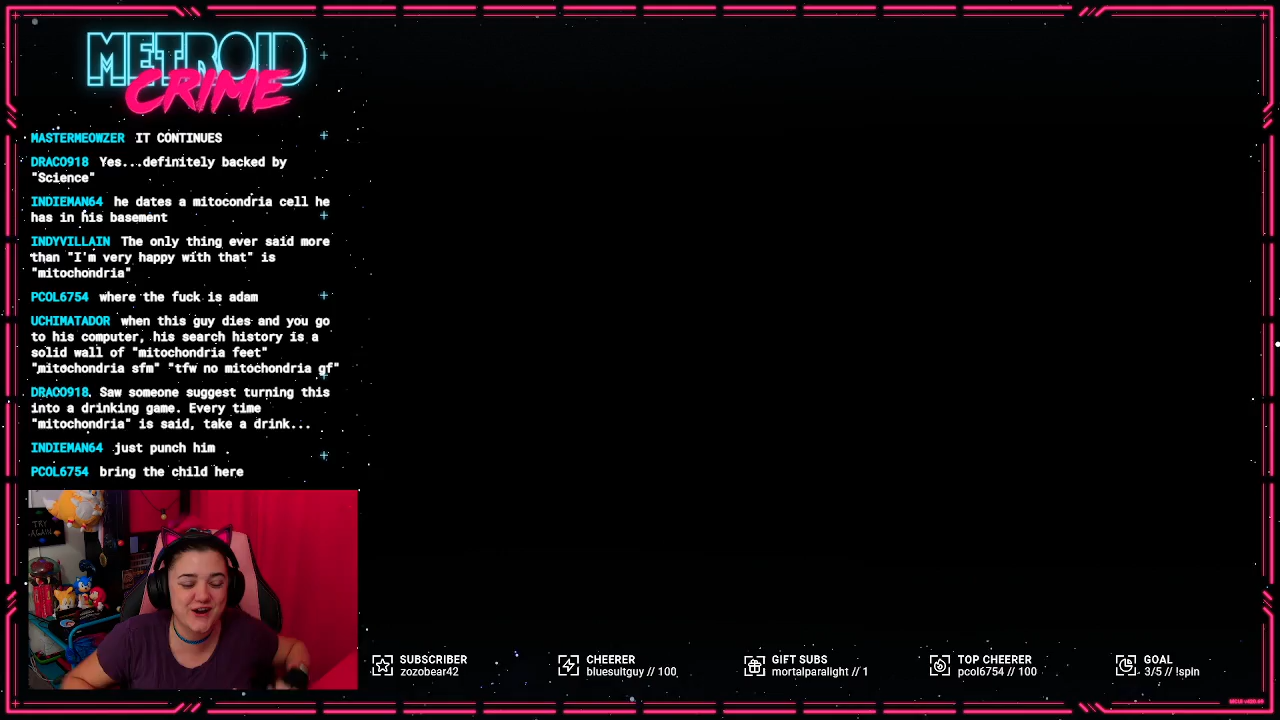 METROID
CRIME
MASTERMEOWZER IT CONTINUES
DRACO918 Yes...definitely backed by
"Science"
INDIEMAN64 he dates a mitocondria cell he
has in his basement
INDYVILLAIN The only thing ever said more
than "I'm very happy with that" is
"mitochondria"
PCOL6754 where the fuck is adam
UCHIMATADOR when this guy dies and you go
to his computer, his search history is a
solid wall of "mitochondria feet"
"mitochondria sfm" "tfw no mitochondria gf"
DRACO918 Saw someone suggest turning this
into a drinking game. Every time
"mitochondria" is said, take a drink...
INDIEMAN64 just punch him
PCOL6754 bring the child here
TRY
AGAIN
SUBSCRIBER
zozobear42
CHEERER
bluesuitguy // 100
GIFT SUBS
mortalparalight // 1
TOP CHEERER
pcol6754 // 100
GOAL
3/5 // !spin